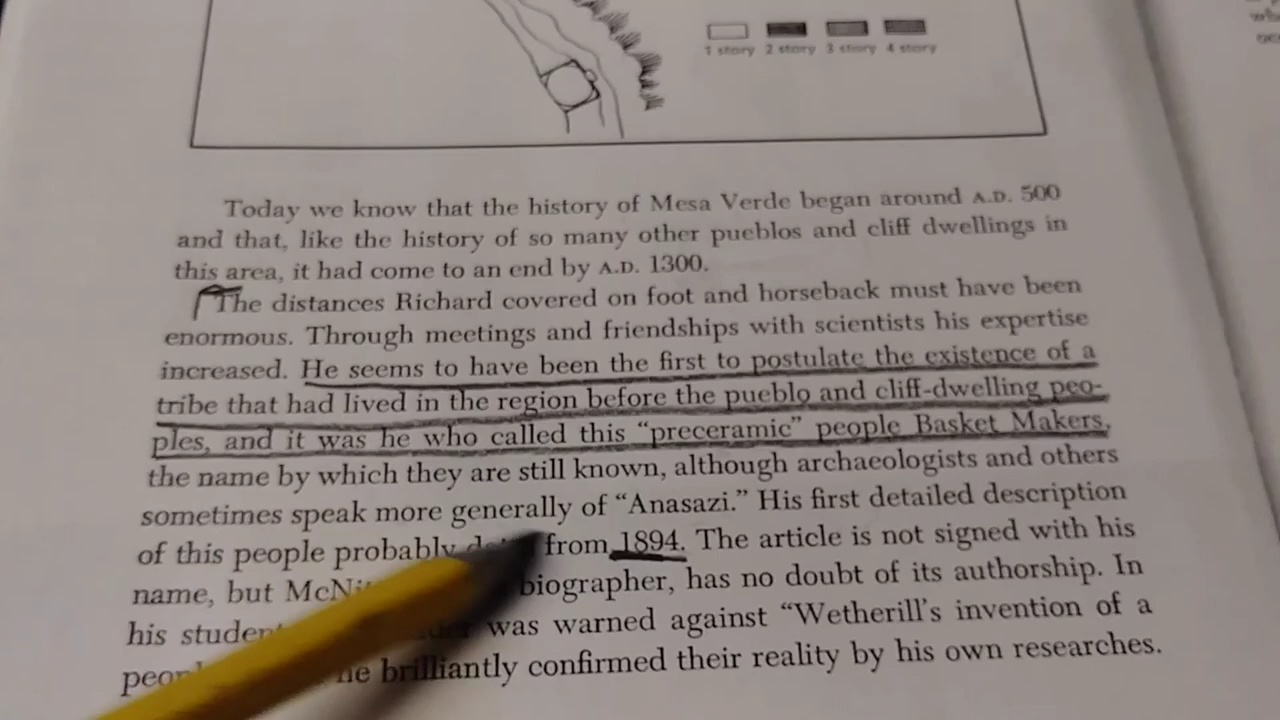 1 story 2 story 3 story 4 story
Today we know that the history of Mesa Verde began around A.D. 500
and that, like the history of so many other pueblos and cliff dwellings in
this area, it had come to an end by A.D. 1300.
The distances Richard covered on foot and horseback must have been
enormous. Through meetings and friendships with scientists his expertise
increased. He seems to have been the first to postulate the existence of a
tribe that had lived in the region before the pueblo and cliff-dwelling peo-
ples, and it was he who called this “preceramic” people Basket Makers,
the name by which they are still known, although archaeologists and others
sometimes speak more generally of “Anasazi.” His first detailed description
of this people probably from 1894. The article is not signed with his
name, but biographer, has no doubt of its authorship. In
his was warned against “Wetherill’s invention of a
he brilliantly confirmed their reality by his own researches.